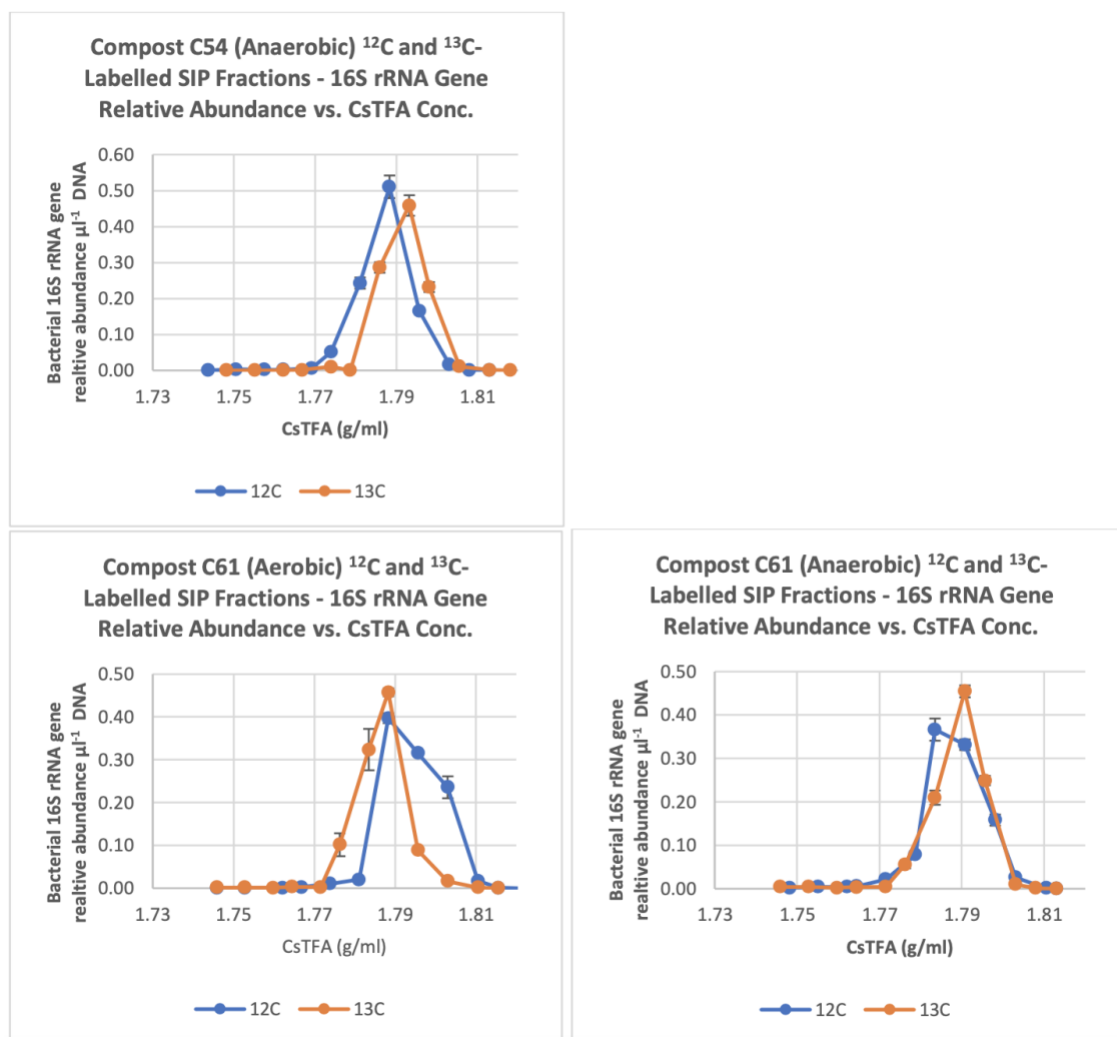 Compost C54 (Anaerobic) ¹²C and ¹³C-
Labelled SIP Fractions - 16S rRNA Gene
Relative Abundance vs. CsTFA Conc.
Bacterial 16S rRNA gene
realtive abundance µl⁻¹ DNA
0.60
0.50
0.40
0.30
0.20
0.10
0.00
1.73 1.75 1.77 1.79 1.81
CsTFA (g/ml)
12C 13C
Compost C61 (Aerobic) ¹²C and ¹³C-
Labelled SIP Fractions - 16S rRNA Gene
Relative Abundance vs. CsTFA Conc.
Bacterial 16S rRNA gene
realtive abundance µl⁻¹ DNA
0.50
0.40
0.30
0.20
0.10
0.00
1.73 1.75 1.77 1.79 1.81
CsTFA (g/ml)
12C 13C
Compost C61 (Anaerobic) ¹²C and ¹³C-
Labelled SIP Fractions - 16S rRNA Gene
Relative Abundance vs. CsTFA Conc.
Bacterial 16S rRNA gene
realtive abundance µl⁻¹ DNA
0.50
0.40
0.30
0.20
0.10
0.00
1.73 1.75 1.77 1.79 1.81
CsTFA (g/ml)
12C 13C